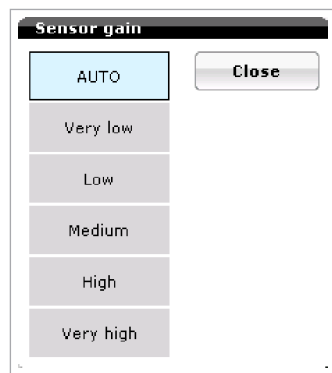 Sensor gain
AUTO
Close
Very low
Low
Medium
High
Very high